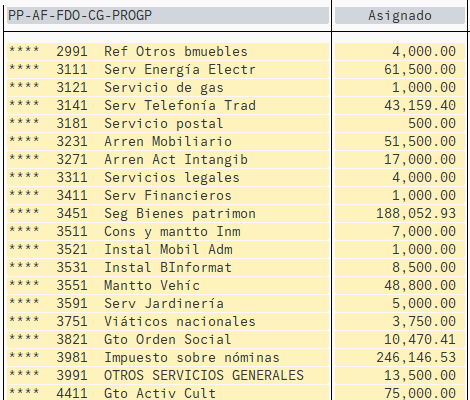 PP-AF-FDO-CG-PROGP Asignado
**** 2991 Ref Otros bmuebles 4,000.00
**** 3111 Serv Energía Electr 61,500.00
**** 3121 Servicio de gas 1,000.00
**** 3141 Serv Telefonía Trad 43,159.40
**** 3181 Servicio postal 500.00
**** 3231 Arren Mobiliario 51,500.00
**** 3271 Arren Act Intangib 17,000.00
**** 3311 Servicios legales 4,000.00
**** 3411 Serv Financieros 1,000.00
**** 3451 Seg Bienes patrimon 188,052.93
**** 3511 Cons y mantto Inm 7,000.00
**** 3521 Instal Mobil Adm 1,000.00
**** 3531 Instal BInformat 8,500.00
**** 3551 Mantto Vehíc 48,800.00
**** 3591 Serv Jardinería 5,000.00
**** 3751 Viáticos nacionales 3,750.00
**** 3821 Gto Orden Social 10,470.41
**** 3981 Impuesto sobre nóminas 246,146.53
**** 3991 OTROS SERVICIOS GENERALES 13,500.00
**** 4411 Gto Activ Cult 75,000.00